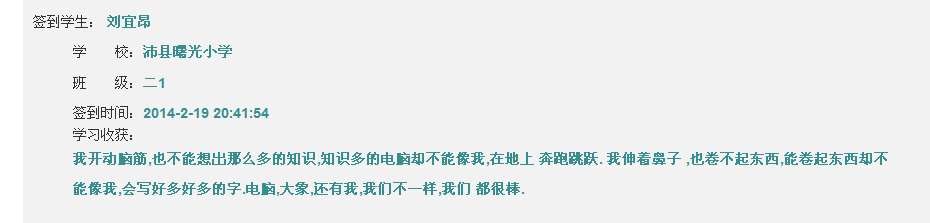 签到学生： 刘宜昂
学 校：沛县曙光小学
班 级：二1
签到时间：2014-2-19 20:41:54
学习收获：
我开动脑筋,也不能想出那么多的知识,知识多的电脑却不能像我,在地上 奔跑跳跃. 我伸着鼻子 ,也卷不起东西,能卷起东西却不
能像我,会写好多好多的字.电脑,大象,还有我,我们不一样,我们 都很棒.